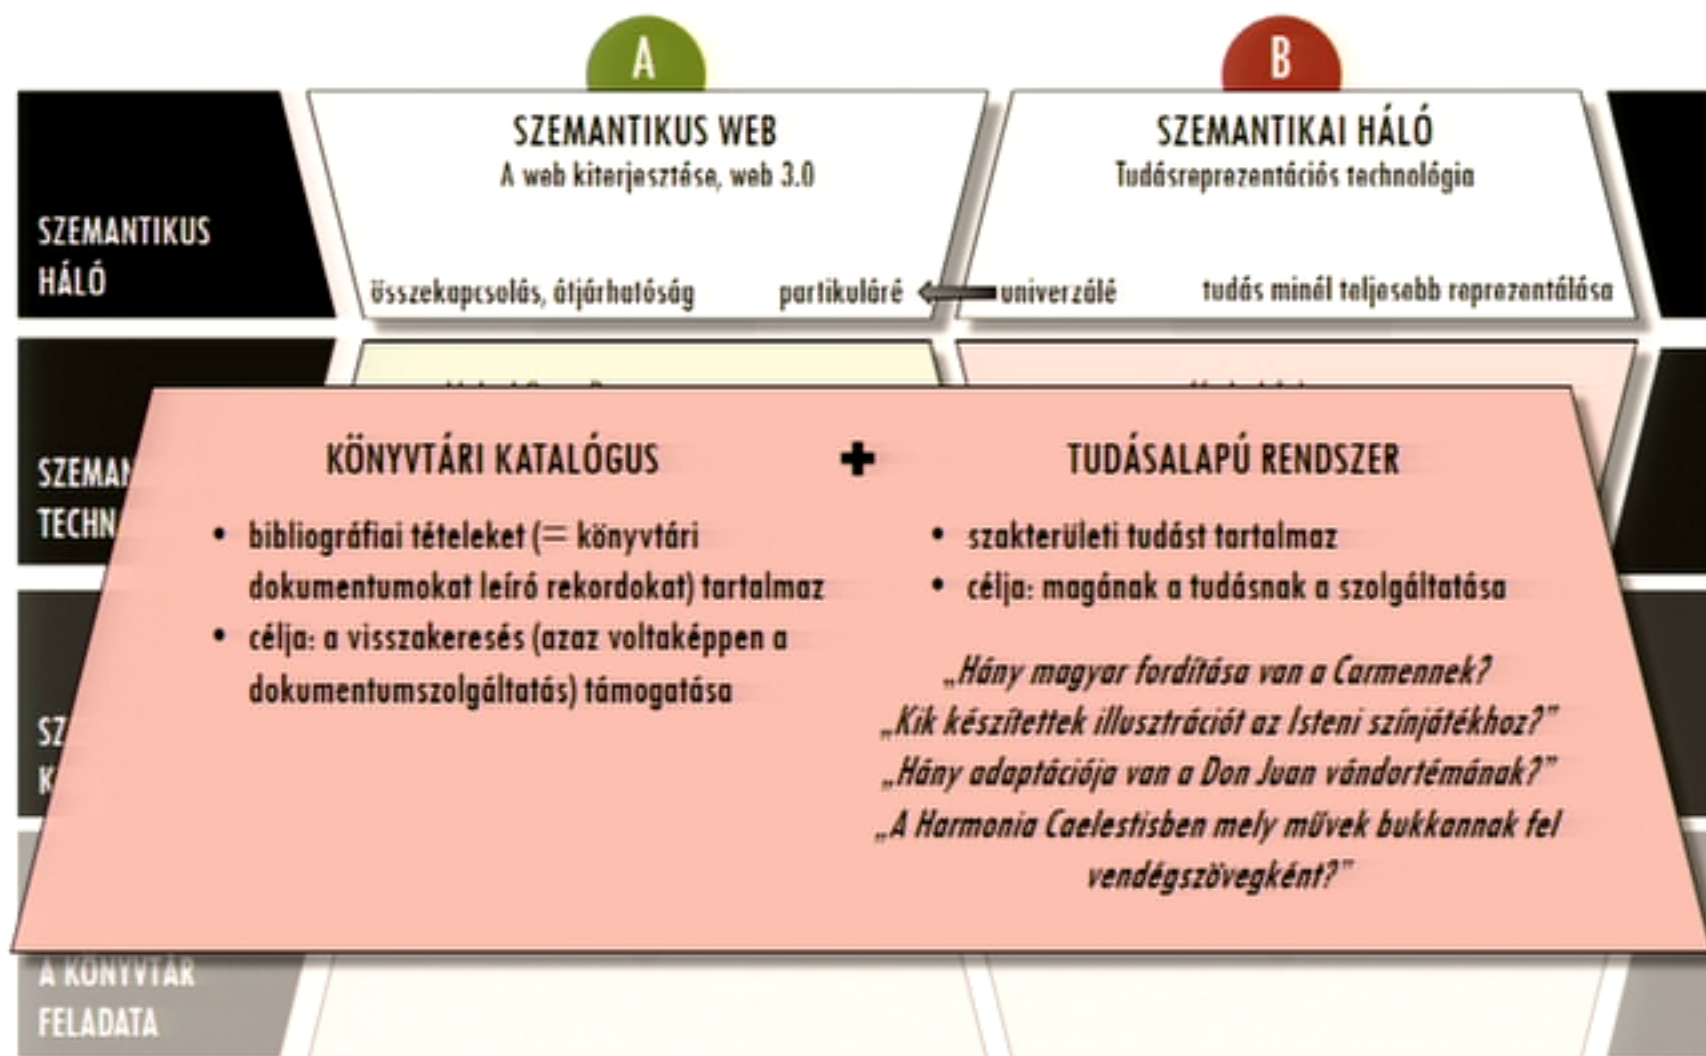 A
B
SZEMANTIKUS WEB
A web kiterjesztése, web 3.0
SZEMANTIKAI HÁLÓ
Tudásreprezentációs technológia
SZEMANTIKUS
HÁLÓ
összekapcsolás, átjárhatóság
partikuláré
univerzálé
tudás minél teljesebb reprezentálása
SZEMAN
TECHN
SZ
K
KÖNYVTÁRI KATALÓGUS
+
TUDÁSALAPÚ RENDSZER
• bibliográfiai tételeket (= könyvtári
dokumentumokat leíró rekordokat) tartalmaz
• célja: a visszakeresés (azaz voltaképpen a
dokumentumszolgáltatás) támogatása
• szakterületi tudást tartalmaz
• célja: magának a tudásnak a szolgáltatása
„Hány magyar fordítása van a Carmennek?
„Kik készítettek illusztrációt az Isteni színjátékhoz?”
„Hány adaptációja van a Don Juan vándortémának?”
„A Harmonia Caelestisben mely művek bukkannak fel
vendégszövegként?”
A KÖNYVTÁR
FELADATA